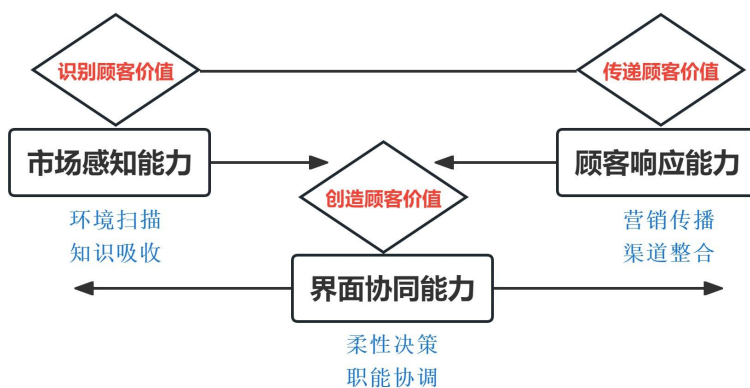 识别顾客价值
传递顾客价值
市场感知能力
顾客响应能力
创造顾客价值
环境扫描
知识吸收
营销传播
渠道整合
界面协同能力
柔性决策
职能协调